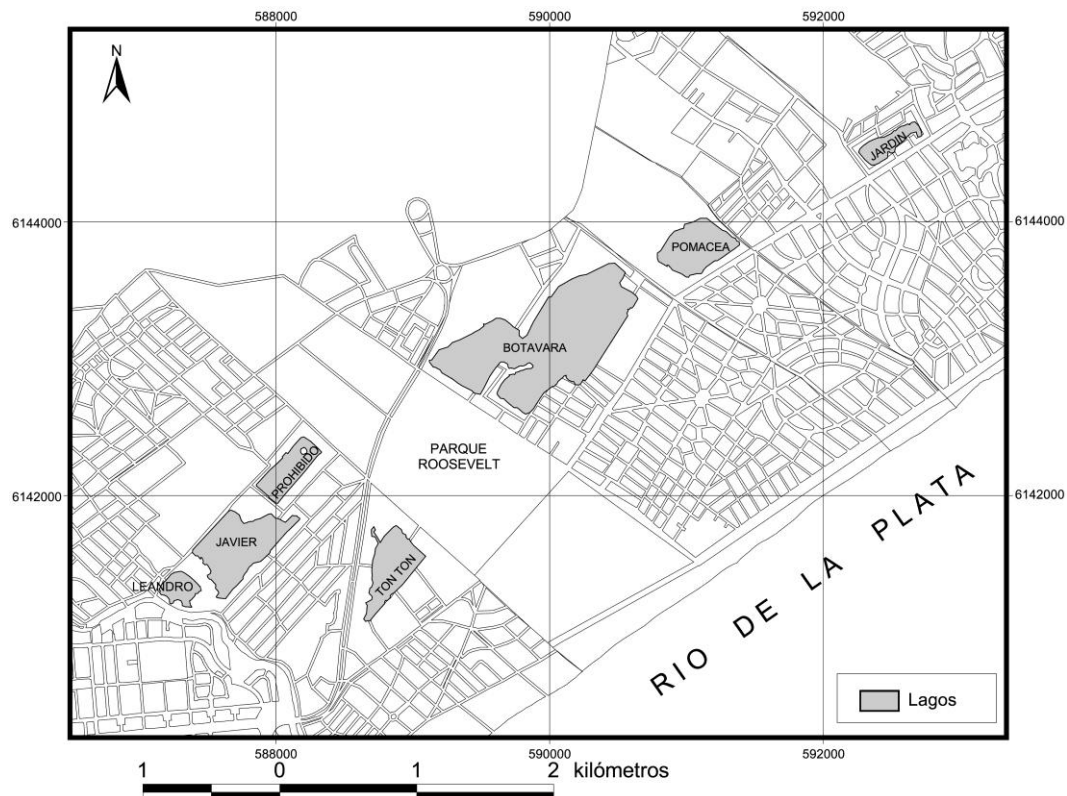 588000
590000
592000
N
JARDIN
6144000
6144000
POMACEA
BOTAVARA
PARQUE
ROOSEVELT
PROHIBIDO
6142000
6142000
JAVIER
TON TON
LEANDRO
RIO DE LA PLATA
Lagos
588000
590000
592000
1 0 1 2 kilómetros